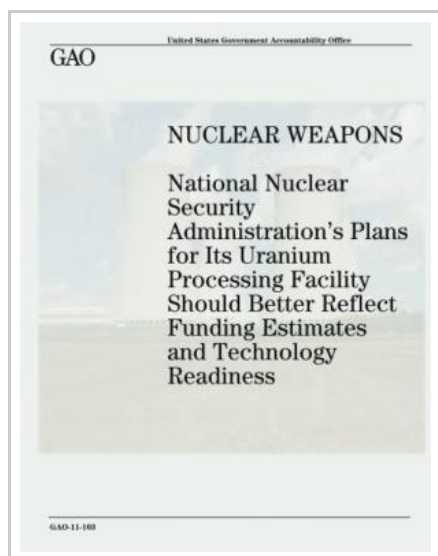 United States Government Accountability Office
GAO
NUCLEAR WEAPONS
National Nuclear
Security
Administration's Plans
for Its Uranium
Processing Facility
Should Better Reflect
Funding Estimates
and Technology
Readiness
GAO-11-103